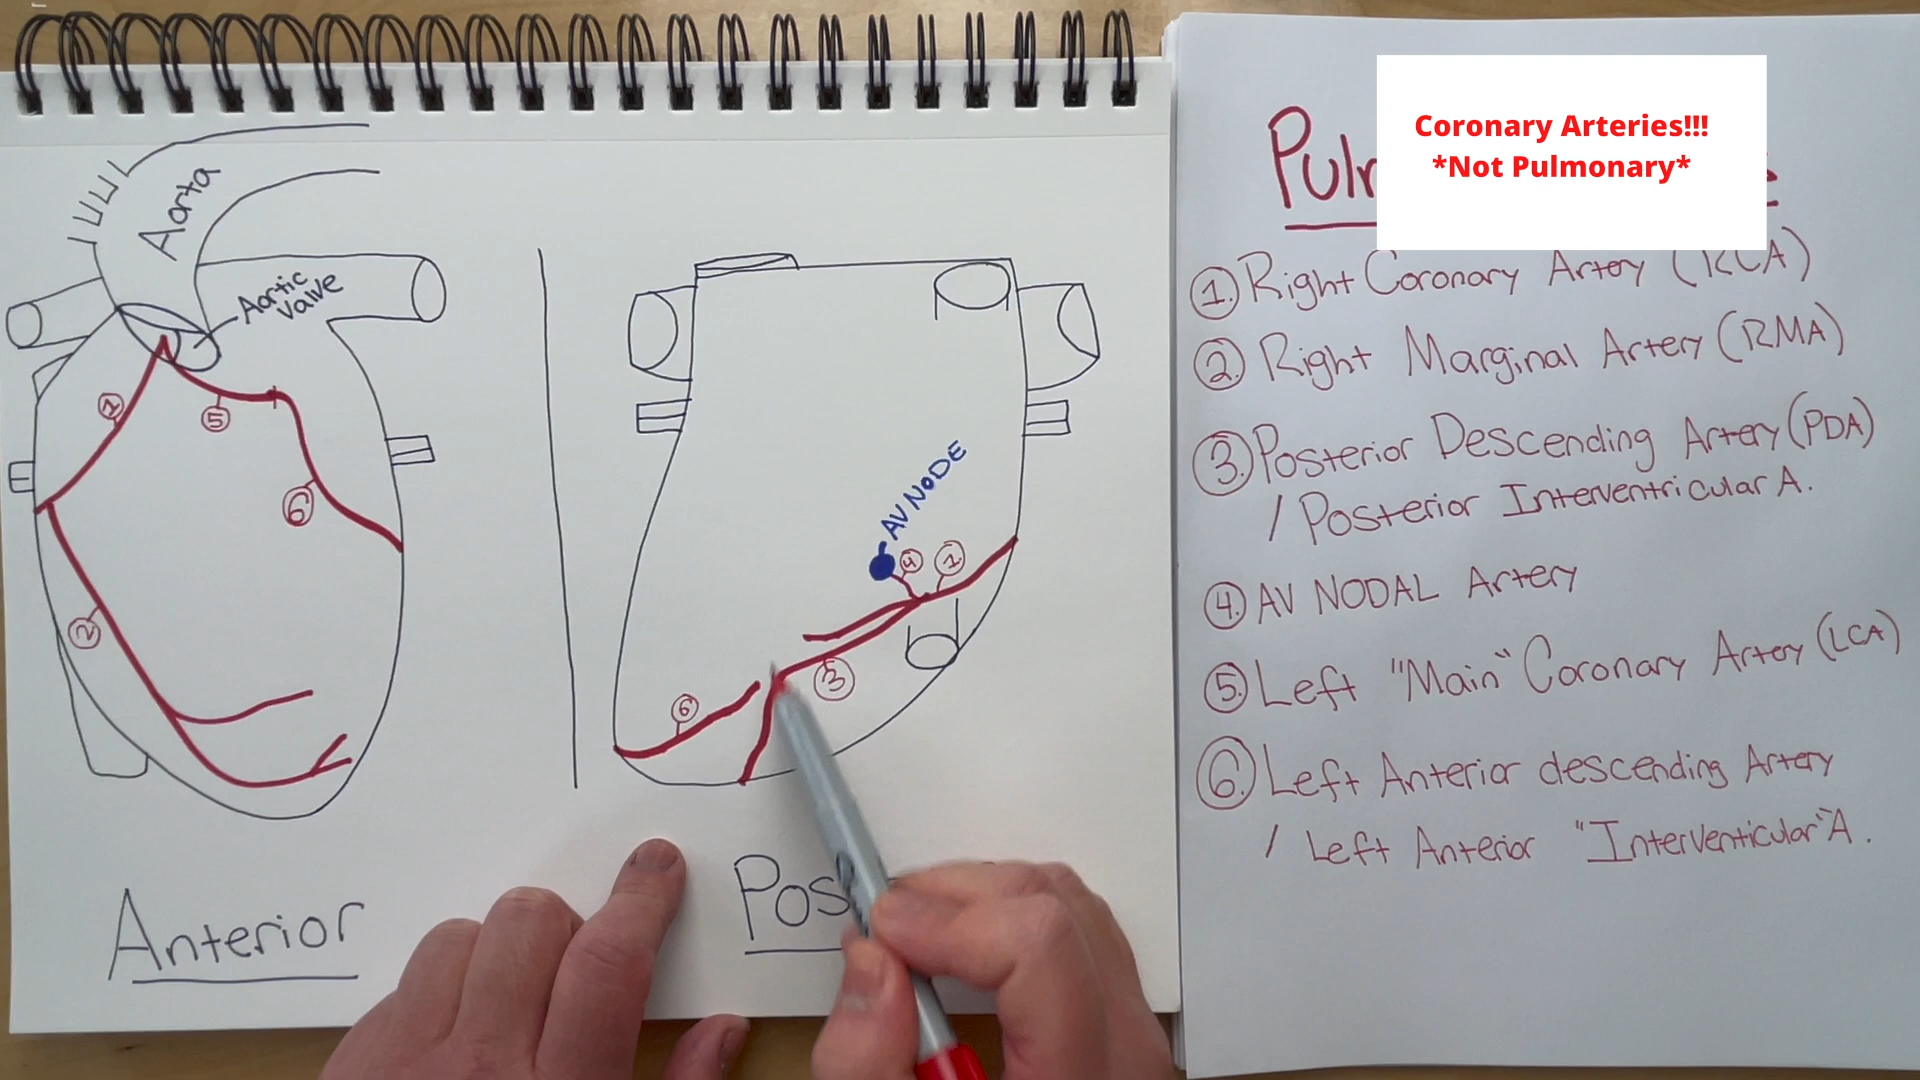 Aorta
Aortic
Valve
1
5
6
2
Anterior
AV NODE
4
1
3
6
Pos
Coronary Arteries!!!
*Not Pulmonary*
Pul
1. Right Coronary Artery (RCA)
2. Right Marginal Artery (RMA)
3. Posterior Descending Artery (PDA)
/ Posterior Interventricular A.
4. AV NODAL Artery
5. Left "Main" Coronary Artery (LCA)
6. Left Anterior descending Artery
/ Left Anterior "Interventicular" A.